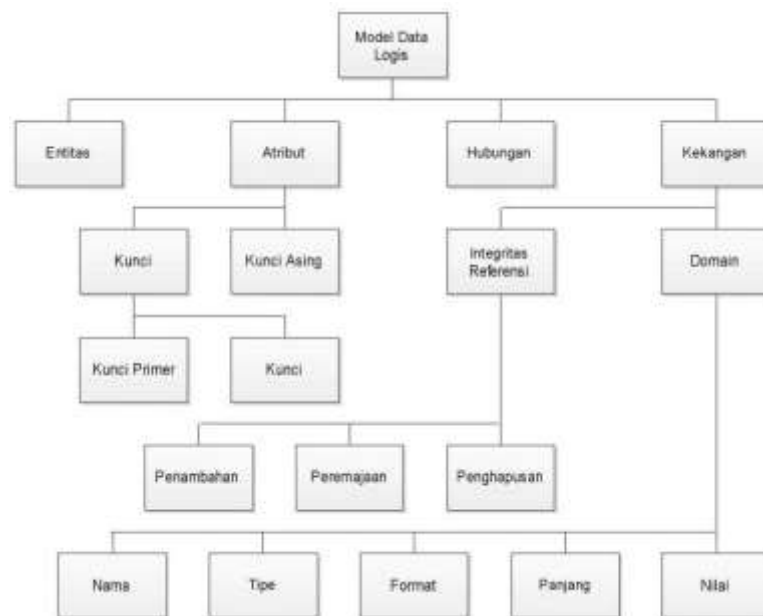 Model Data
Logis
Entitas
Atribut
Hubungan
Kekangan
Kunci
Kunci Asing
Integritas
Referensi
Domain
Kunci Primer
Kunci
Penambahan
Peremajaan
Penghapusan
Nama
Tipe
Format
Panjang
Nilai